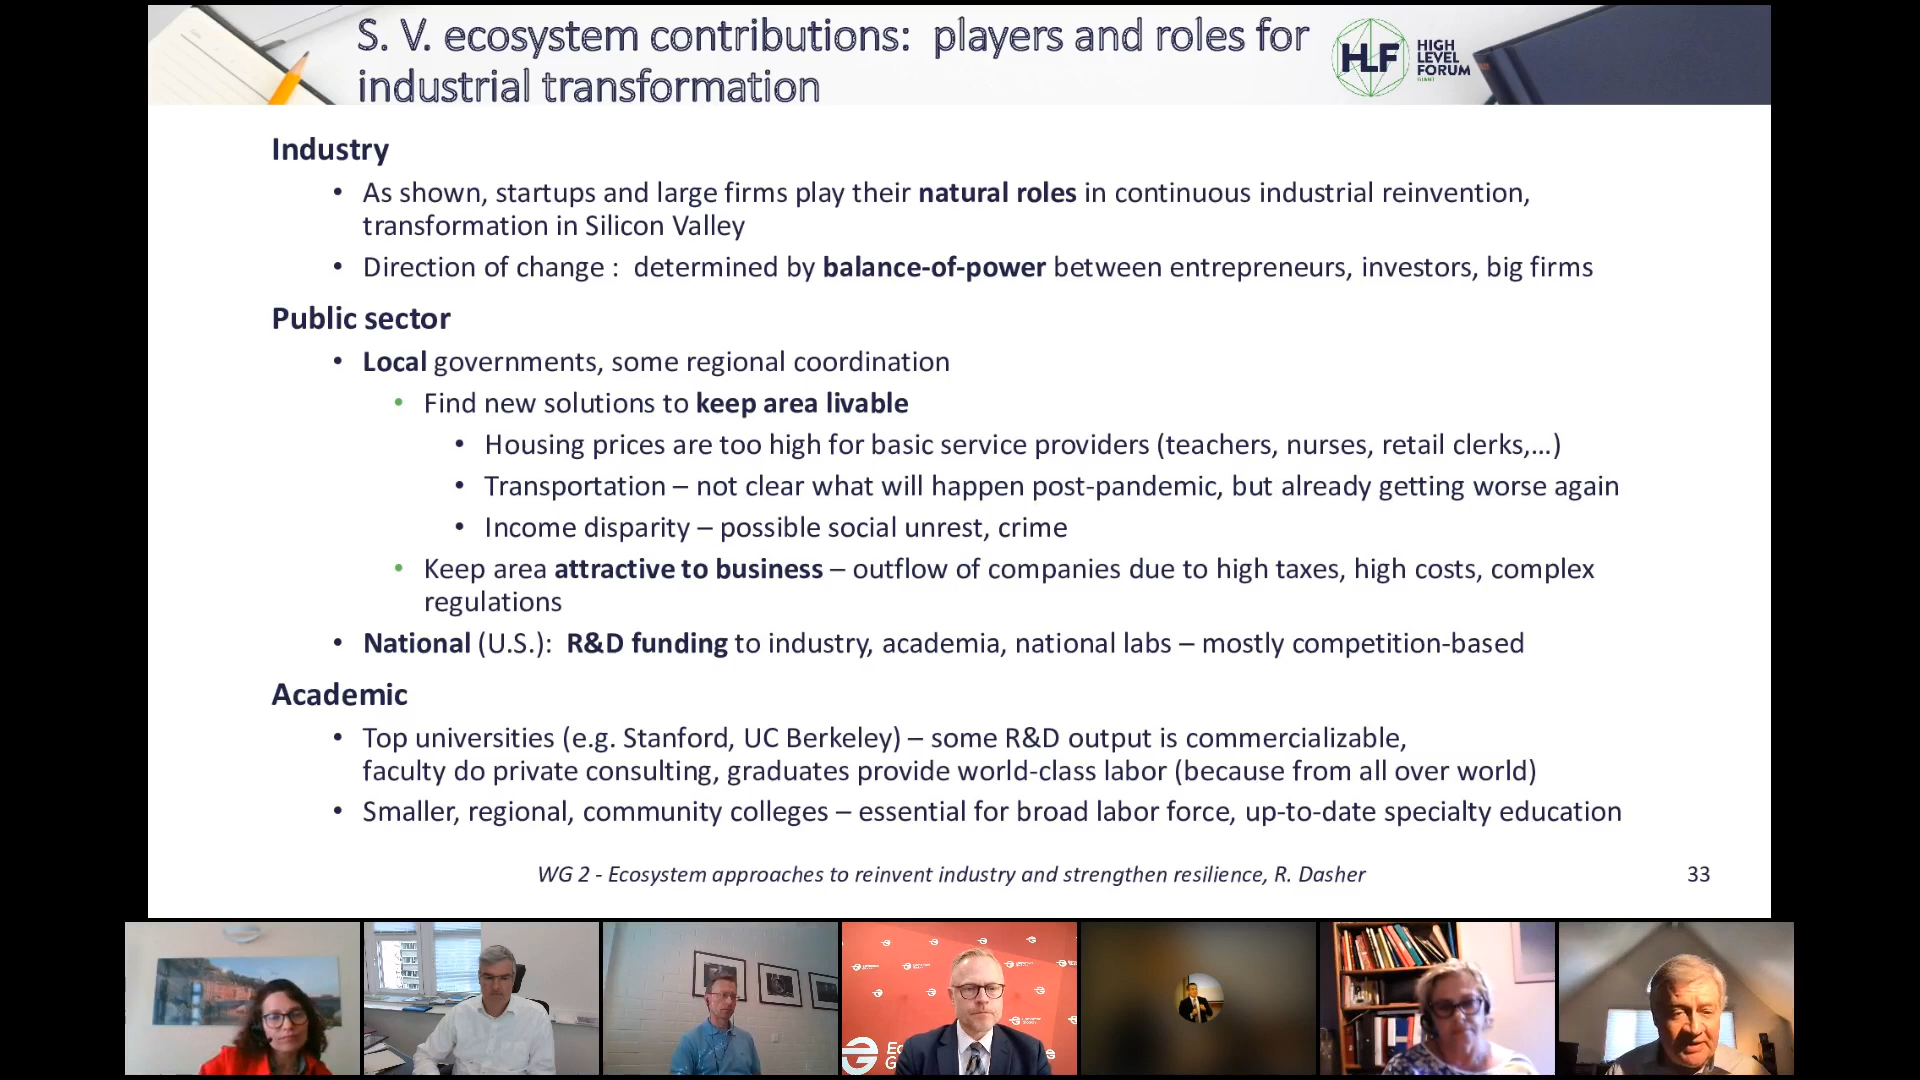 S. V. ecosystem contributions:  players and roles for
industrial transformation
HLF
HIGH
LEVEL
FORUM
GIANT
Industry
• As shown, startups and large firms play their natural roles in continuous industrial reinvention,
transformation in Silicon Valley
• Direction of change :  determined by balance-of-power between entrepreneurs, investors, big firms
Public sector
• Local governments, some regional coordination
• Find new solutions to keep area livable
• Housing prices are too high for basic service providers (teachers, nurses, retail clerks,...)
• Transportation – not clear what will happen post-pandemic, but already getting worse again
• Income disparity – possible social unrest, crime
• Keep area attractive to business – outflow of companies due to high taxes, high costs, complex
regulations
• National (U.S.):  R&D funding to industry, academia, national labs – mostly competition-based
Academic
• Top universities (e.g. Stanford, UC Berkeley) – some R&D output is commercializable,
faculty do private consulting, graduates provide world-class labor (because from all over world)
• Smaller, regional, community colleges – essential for broad labor force, up-to-date specialty education
WG 2 - Ecosystem approaches to reinvent industry and strengthen resilience, R. Dasher
33